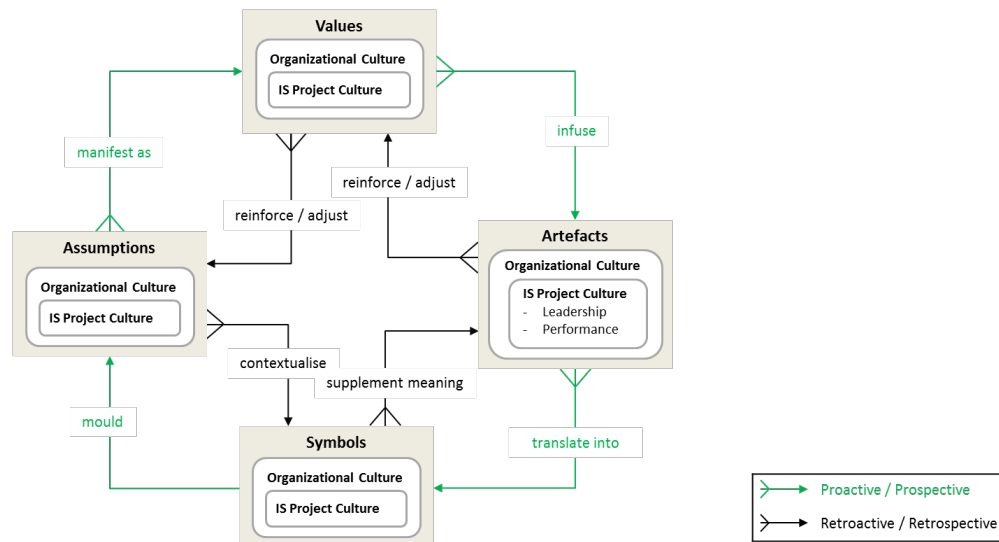 Values
Organizational Culture
IS Project Culture
manifest as
infuse
reinforce / adjust
reinforce / adjust
Assumptions
Organizational Culture
IS Project Culture
Artefacts
Organizational Culture
IS Project Culture
- Leadership
- Performance
contextualise
supplement meaning
mould
translate into
Symbols
Organizational Culture
IS Project Culture
Proactive / Prospective
Retroactive / Retrospective